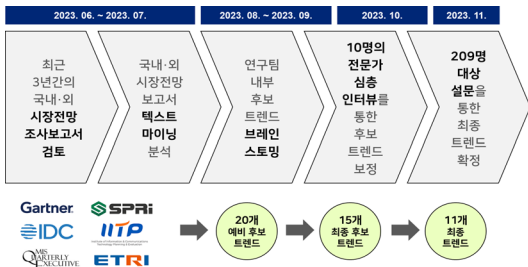 2023. 06. ~ 2023. 07.
2023. 08. ~ 2023. 09.
2023. 10.
2023. 11.
최근
3년간의
국내·외
시장전망
조사보고서
검토
국내·외
시장전망
보고서
텍스트
마이닝
분석
연구팀
내부
후보
트렌드
브레인
스토밍
10명의
전문가
심층
인터뷰를
통한
후보
트렌드
보정
209명
대상
설문을
통한
최종
트렌드
확정
Gartner
SPRi
IDC
IITP
Institute of Information & Communications
Technology Planning & Evaluation
MIS
QUARTERLY
EXECUTIVE
ETRI
20개
예비 후보
트렌드
15개
최종 후보
트렌드
11개
최종
트렌드